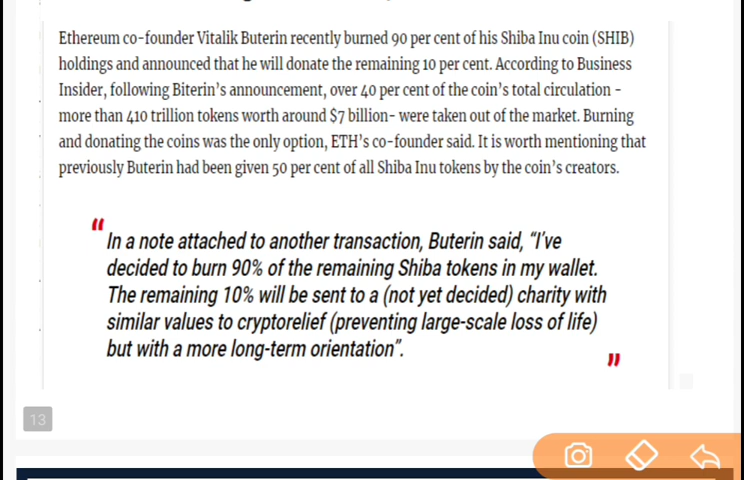 Ethereum co-founder Vitalik Buterin recently burned 90 per cent of his Shiba Inu coin (SHIB)
holdings and announced that he will donate the remaining 10 per cent. According to Business
Insider, following Biterin's announcement, over 40 per cent of the coin's total circulation -
more than 410 trillion tokens worth around $7 billion- were taken out of the market. Burning
and donating the coins was the only option, ETH's co-founder said. It is worth mentioning that
previously Buterin had been given 50 per cent of all Shiba Inu tokens by the coin's creators.
“
In a note attached to another transaction, Buterin said, “I've
decided to burn 90% of the remaining Shiba tokens in my wallet.
The remaining 10% will be sent to a (not yet decided) charity with
similar values to cryptorelief (preventing large-scale loss of life)
but with a more long-term orientation”.
”
13